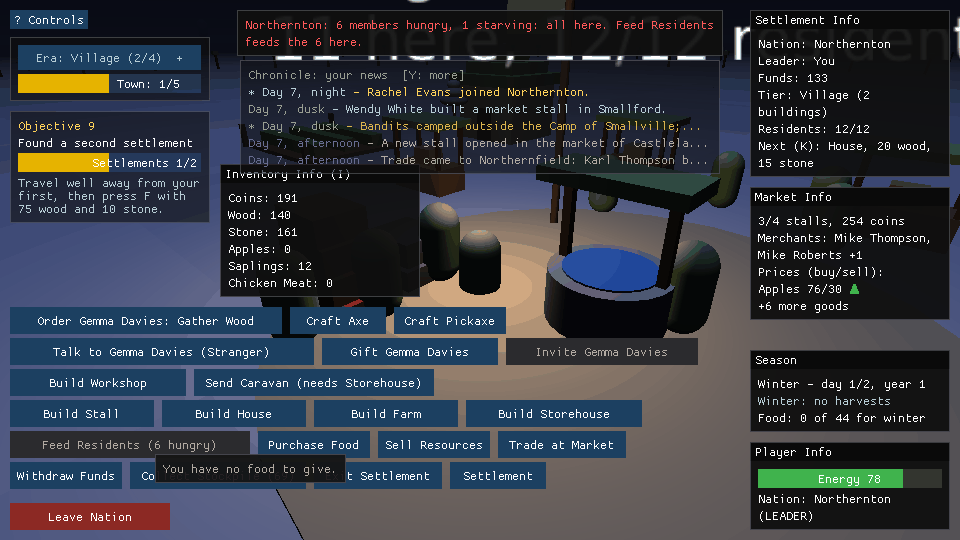 ? Controls
Era: Village (2/4) +
Town: 1/5
Objective 9
Found a second settlement
Settlements 1/2
Travel well away from your
first, then press F with
75 wood and 10 stone.
Northernton: 6 members hungry, 1 starving: all here. Feed Residents
feeds the 6 here.
Chronicle: your news [Y: more]
* Day 7, night - Rachel Evans joined Northernton.
Day 7, dusk - Wendy White built a market stall in Smallford.
* Day 7, dusk - Bandits camped outside the Camp of Smallville;...
Day 7, afternoon - A new stall opened in the market of Castlela...
Day 7, afternoon - Trade came to Northernfield: Karl Thompson b...
Inventory Info (I)
Coins: 191
Wood: 140
Stone: 161
Apples: 0
Saplings: 12
Chicken Meat: 0
Order Gemma Davies: Gather Wood
Craft Axe
Craft Pickaxe
Talk to Gemma Davies (Stranger)
Gift Gemma Davies
Invite Gemma Davies
Build Workshop
Send Caravan (needs Storehouse)
Build Stall
Build House
Build Farm
Build Storehouse
Feed Residents (6 hungry)
Purchase Food
Sell Resources
Trade at Market
You have no food to give.
Withdraw Funds
Settlement
Settlement
Leave Nation
Settlement Info
Nation: Northernton
Leader: You
Funds: 133
Tier: Village (2
buildings)
Residents: 12/12
Next (K): House, 20 wood,
15 stone
Market Info
3/4 stalls, 254 coins
Merchants: Mike Thompson,
Mike Roberts +1
Prices (buy/sell):
Apples 76/30
+6 more goods
Season
Winter - day 1/2, year 1
Winter: no harvests
Food: 0 of 44 for winter
Player Info
Energy 78
Nation: Northernton
(LEADER)